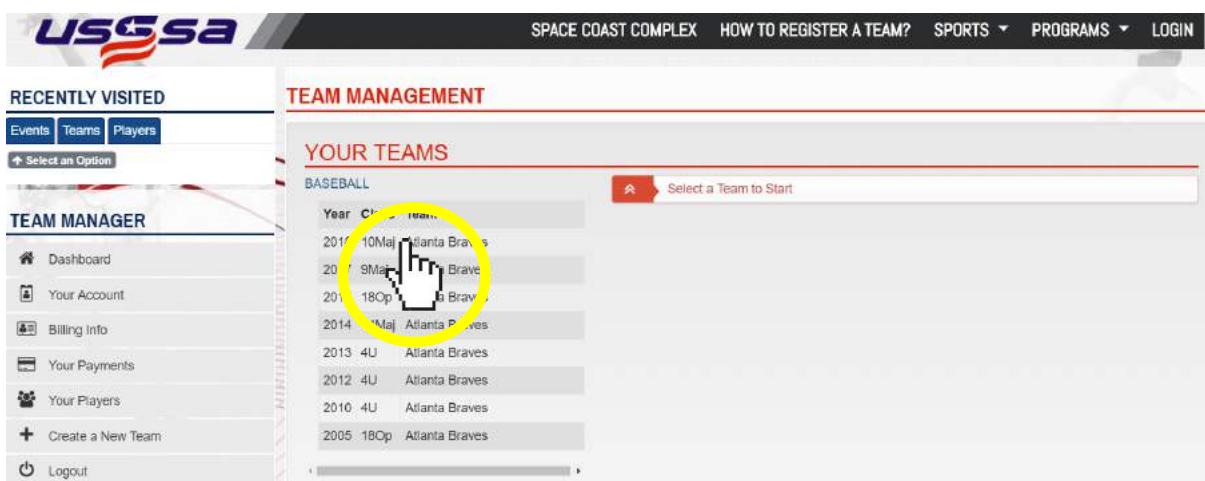 usssa
SPACE COAST COMPLEX HOW TO REGISTER A TEAM? SPORTS PROGRAMS LOGIN
RECENTLY VISITED
Events Teams Players
Select an Option
TEAM MANAGER
Dashboard
Your Account
Billing Info
Your Payments
Your Players
Create a New Team
Logout
TEAM MANAGEMENT
YOUR TEAMS
BASEBALL
Year
10Maj Atlanta
9Maj
18Op
2014 Atlanta
2013 4U Atlanta Braves
2012 4U Atlanta Braves
2010 4U Atlanta Braves
2005 18Op Atlanta Braves
Select a Team to Start